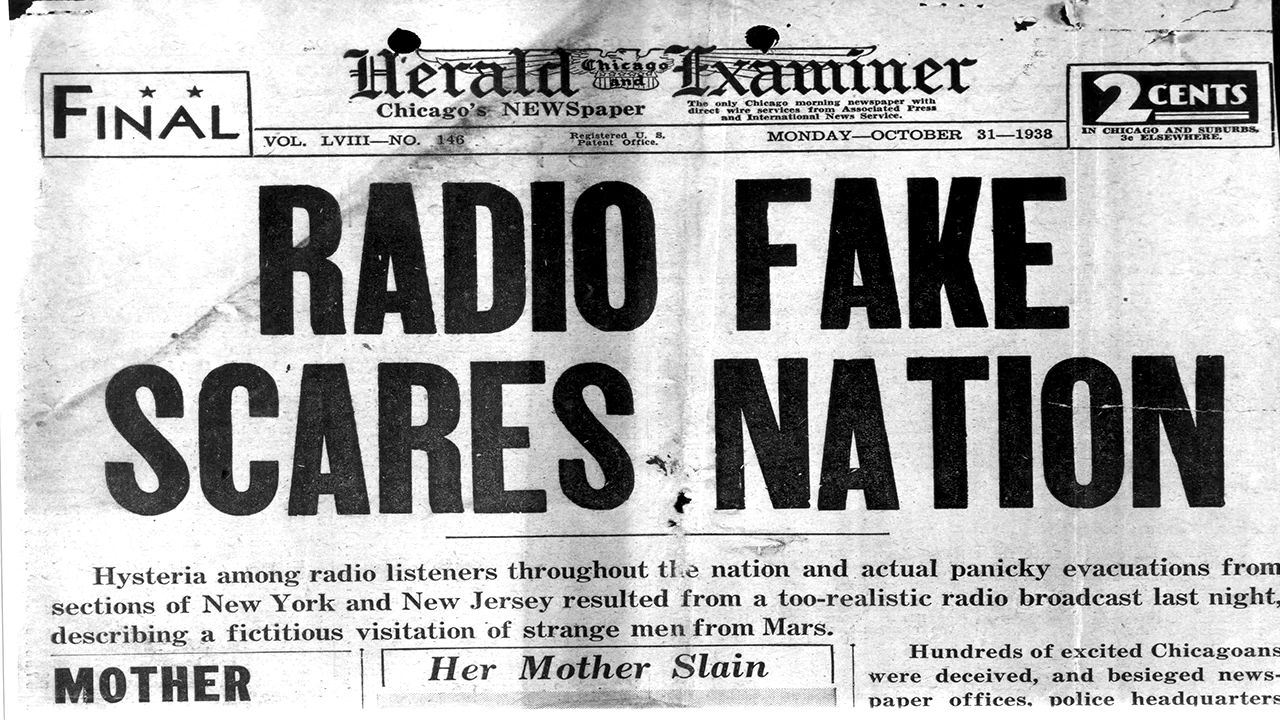 FINAL
Herald Chicago and Examiner
Chicago's NEWSpaper
The only Chicago morning newspaper with
direct wire services from Associated Press
and International News Service.
2 CENTS
IN CHICAGO AND SUBURBS,
3c ELSEWHERE.
VOL. LVIII—NO. 146
Registered U. S.
Patent Office.
MONDAY—OCTOBER 31—1938
RADIO FAKE
SCARES NATION
Hysteria among radio listeners throughout the nation and actual panicky evacuations from
sections of New York and New Jersey resulted from a too-realistic radio broadcast last night,
describing a fictitious visitation of strange men from Mars.
MOTHER
Her Mother Slain
Hundreds of excited Chicagoans
were deceived, and besieged news-
paper offices, police headquarters